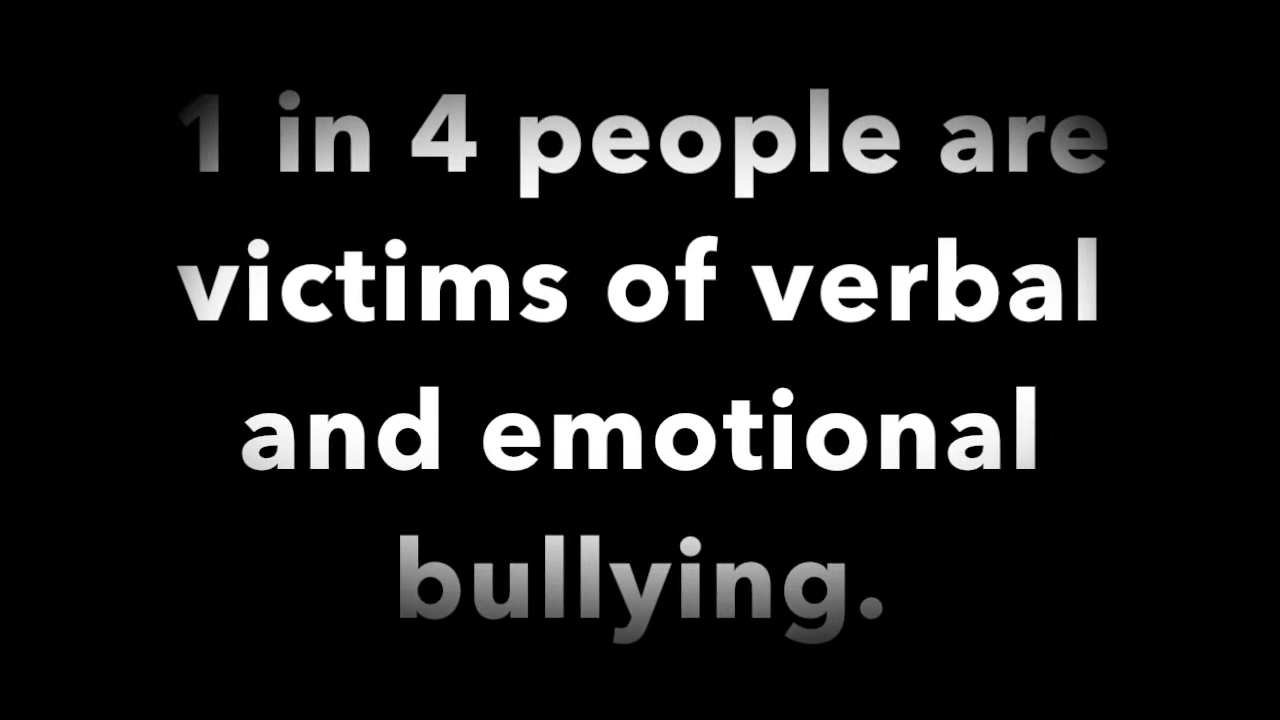 1 in 4 people are
victims of verbal
and emotional
bullying.